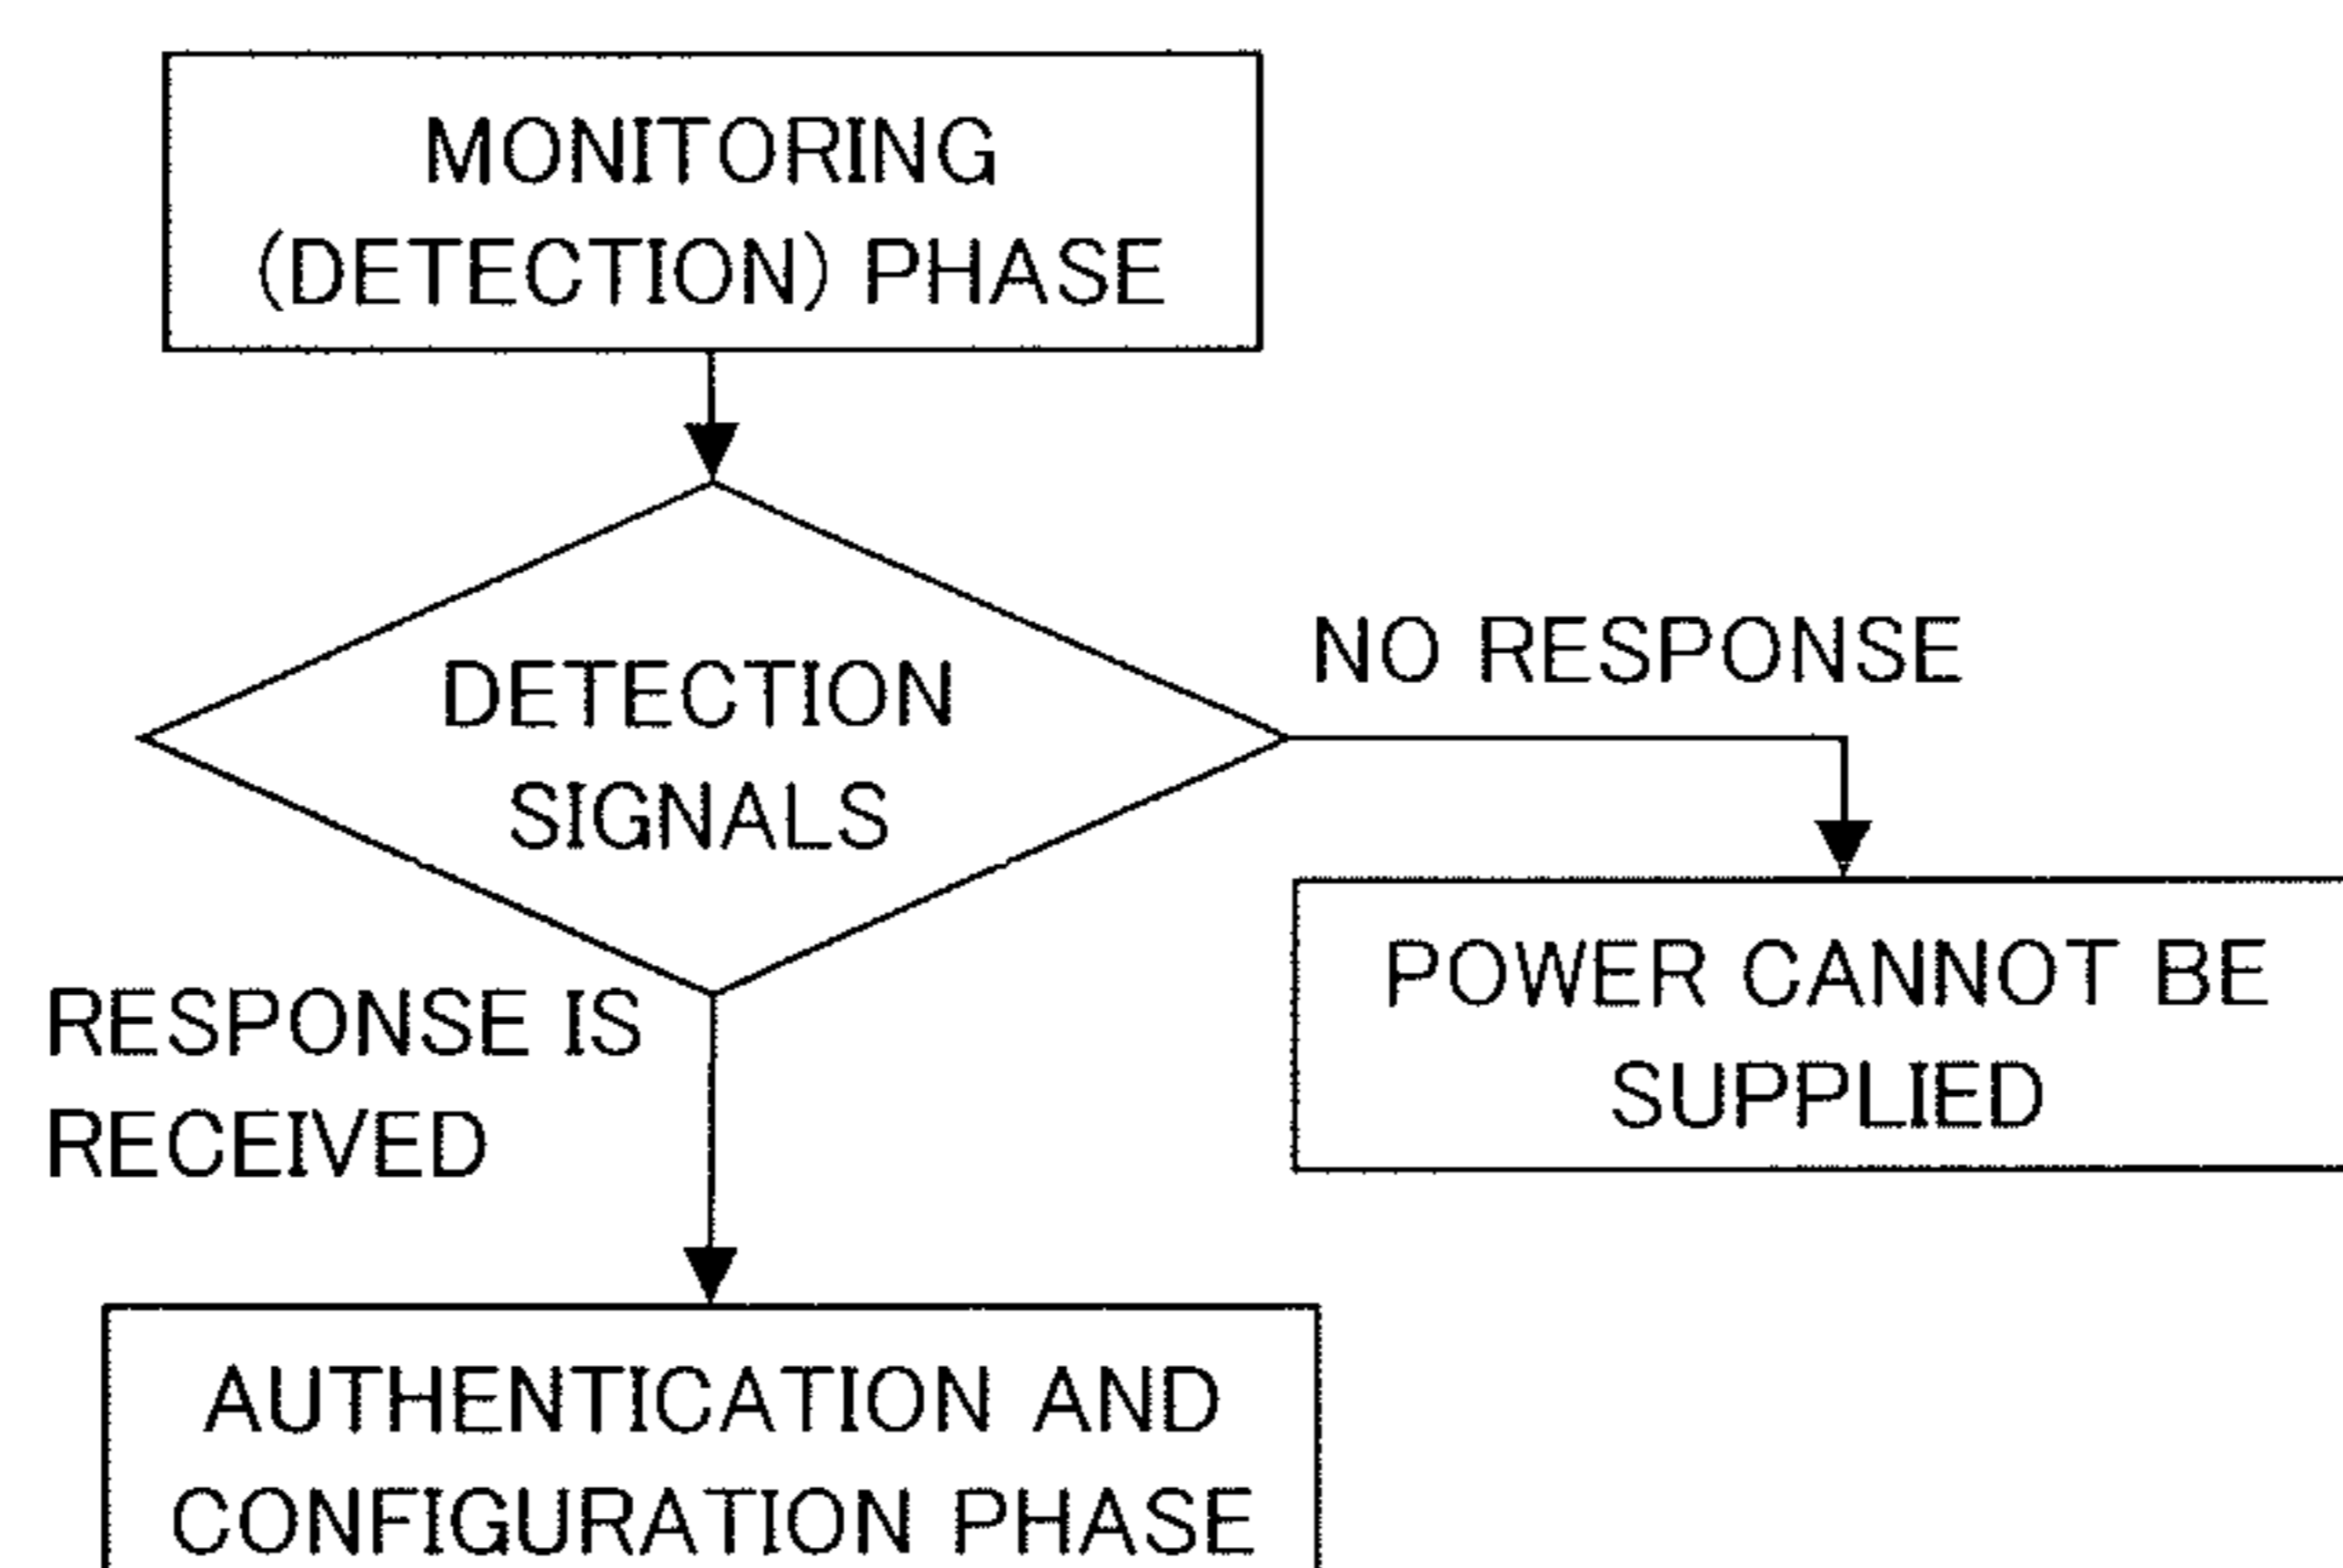 MONITORING
(DETECTION) PHASE
DETECTION
SIGNALS
NO RESPONSE
POWER CANNOT BE
SUPPLIED
RESPONSE IS
RECEIVED
AUTHENTICATION AND
CONFIGURATION PHASE